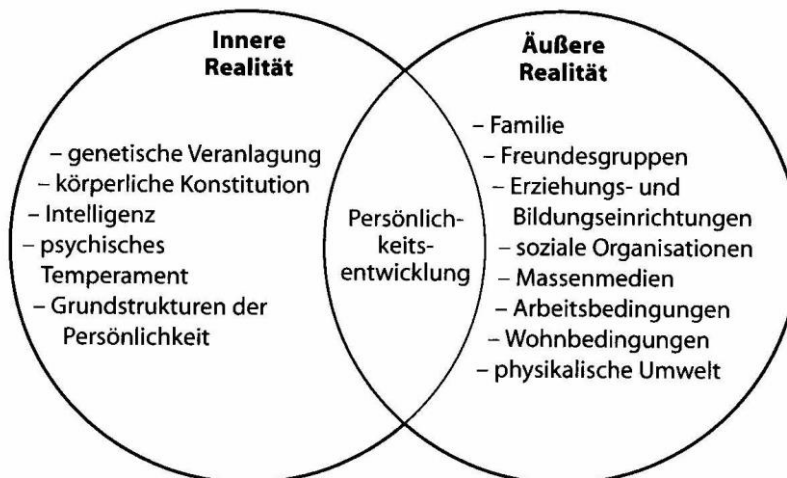 Innere
Realität
– genetische Veranlagung
– körperliche Konstitution
– Intelligenz
– psychisches
Temperament
– Grundstrukturen der
Persönlichkeit
Persönlich-
keits-
entwicklung
Äußere
Realität
– Familie
– Freundesgruppen
– Erziehungs- und
Bildungseinrichtungen
– soziale Organisationen
– Massenmedien
– Arbeitsbedingungen
– Wohnbedingungen
– physikalische Umwelt